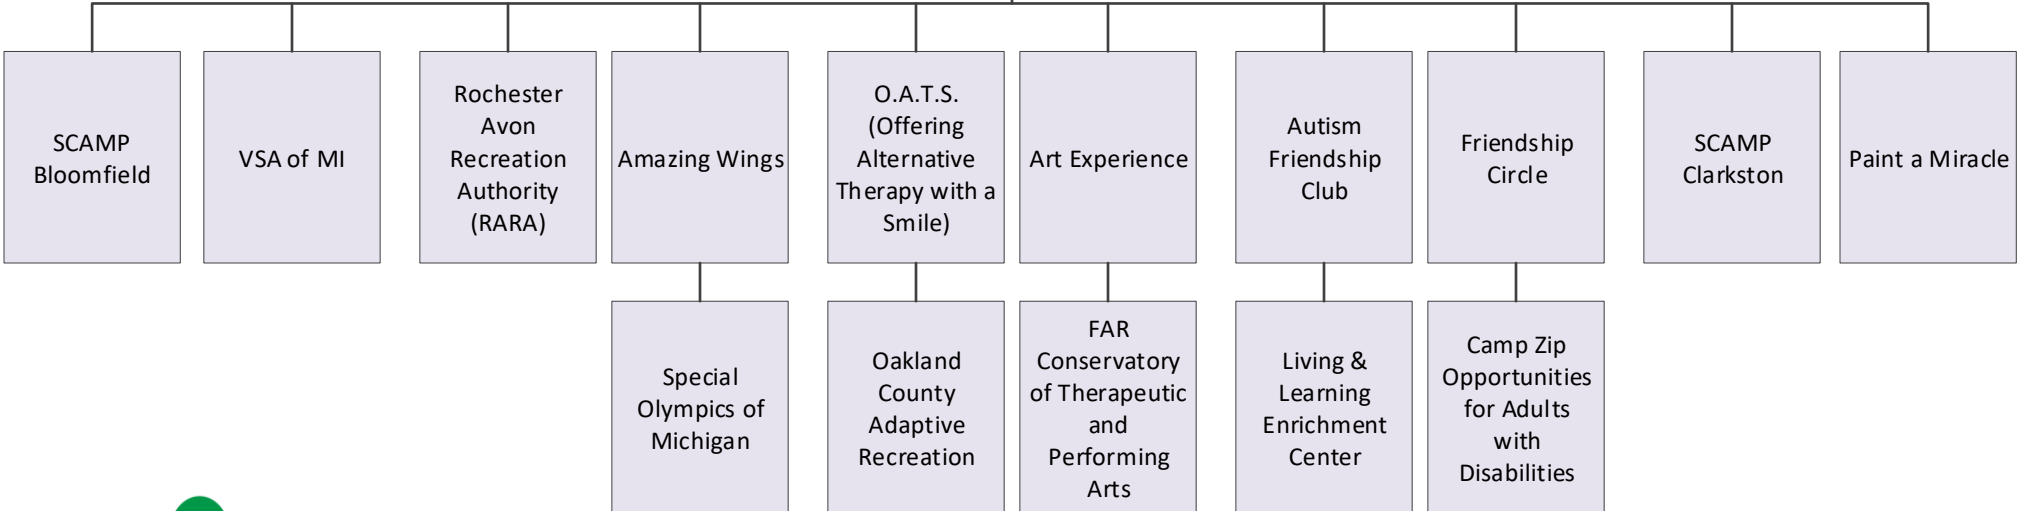 SCAMP
Bloomfield
VSA of MI
Rochester
Avon
Recreation
Authority
(RARA)
Amazing Wings
O.A.T.S.
(Offering
Alternative
Therapy with a
Smile)
Art Experience
Autism
Friendship
Club
Friendship
Circle
SCAMP
Clarkston
Paint a Miracle
Special
Olympics of
Michigan
Oakland
County
Adaptive
Recreation
FAR
Conservatory
of Therapeutic
and
Performing
Arts
Living &
Learning
Enrichment
Center
Camp Zip
Opportunities
for Adults
with
Disabilities